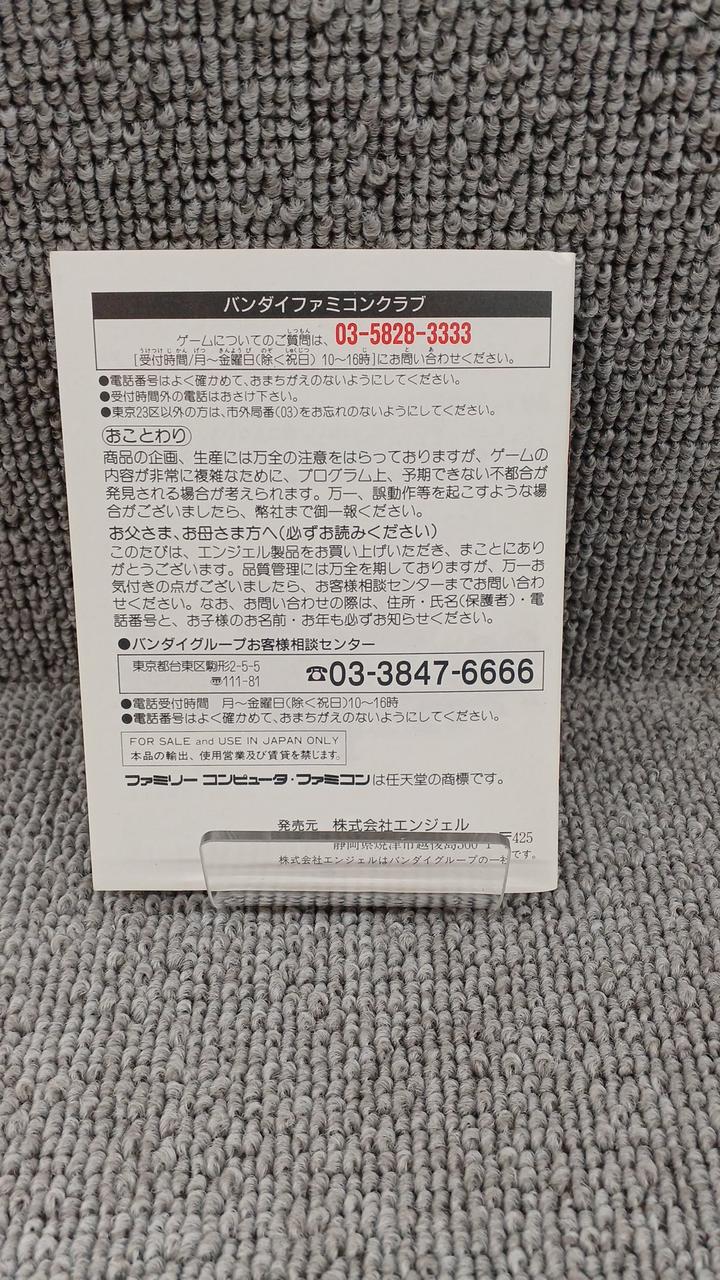 バンダイファミコンクラブ
ゲームについてのご質問は、03-5828-3333
[受付時間/月～金曜日(除く祝日) 10～16時]にお問い合わせください。
●電話番号はよく確かめて、おまちがえのないようにしてください。
●受付時間外の電話はおさけ下さい。
●東京23区以外の方は、市外局番(03)をお忘れのないようにしてください。
おことわり
商品の企画、生産には万全の注意をはらっておりますが、ゲームの
内容が非常に複雑なために、プログラム上、予期できない不都合が
発見される場合が考えられます。万一、誤動作等を起こすような場
合がございましたら、弊社まで御一報ください。
お父さま、お母さま方へ(必ずお読みください)
このたびは、エンジェル製品をお買い上げいただき、まことにあり
がとうございます。品質管理には万全を期しておりますが、万一お
気付きの点がございましたら、お客様相談センターまでお問い合わ
せください。なお、お問い合わせの際は、住所・氏名(保護者)・電
話番号と、お子様のお名前・お年も必ずお知らせください。
●バンダイグループお客様相談センター
東京都台東区駒形2-5-5
〒111-81
☎03-3847-6666
●電話受付時間 月～金曜日(除く祝日)10～16時
●電話番号はよく確かめて、おまちがえのないようにしてください。
FOR SALE and USE IN JAPAN ONLY
本品の輸出、使用営業及び賃貸を禁じます。
ファミリーコンピュータ・ファミコンは任天堂の商標です。
発売元 株式会社エンジェル
静岡県焼津市越後島 〒425
株式会社エンジェルはバンダイグループの一社です。